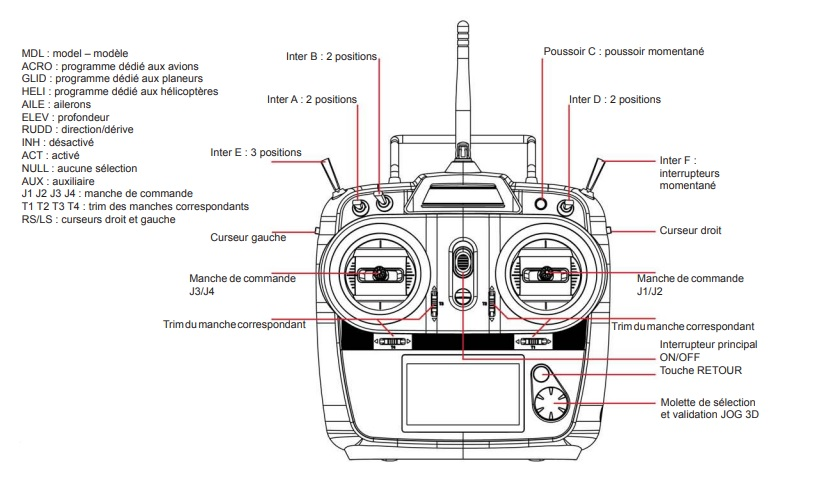 MDL : model – modèle
ACRO : programme dédié aux avions
GLID : programme dédié aux planeurs
HELI : programme dédié aux hélicoptères
AILE : ailerons
ELEV : profondeur
RUDD : direction/dérive
INH : désactivé
ACT : activé
NULL : aucune sélection
AUX : auxiliaire
J1 J2 J3 J4 : manche de commande
T1 T2 T3 T4 : trim des manches correspondants
RS/LS : curseurs droit et gauche
Inter B : 2 positions
Poussoir C : poussoir momentané
Inter A : 2 positions
Inter D : 2 positions
Inter E : 3 positions
Inter F :
interrupteurs
momentané
Curseur gauche
Curseur droit
Manche de commande
J3/J4
Manche de commande
J1/J2
Trim du manche correspondant
Trim du manche correspondant
Interrupteur principal
ON/OFF
Touche RETOUR
Molette de sélection
et validation JOG 3D